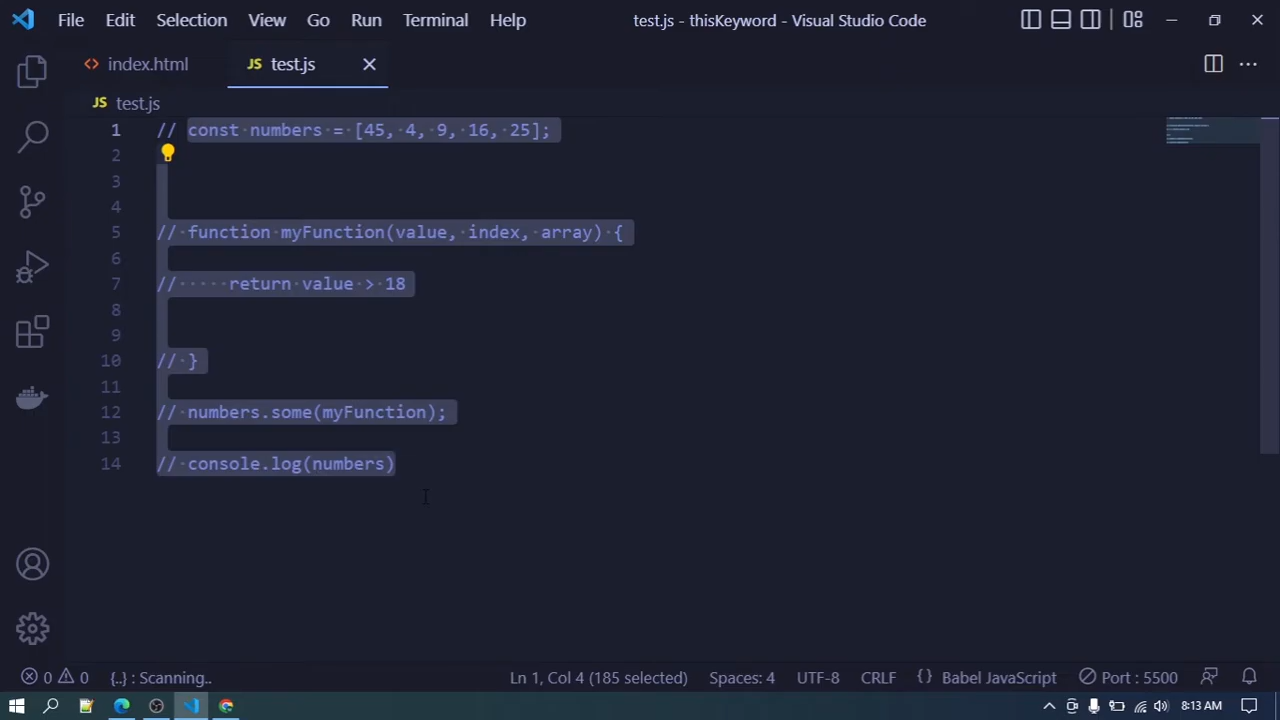 File Edit Selection View Go Run Terminal Help test.js - thisKeyword - Visual Studio Code
index.html JS test.js
JS test.js
1 // const numbers = [45, 4, 9, 16, 25];
2
3
4
5 // function myFunction(value, index, array) {
6
7 //     return value > 18
8
9
10 // }
11
12 // numbers.some(myFunction);
13
14 // console.log(numbers)
0 0 {..} : Scanning.. Ln 1, Col 4 (185 selected) Spaces: 4 UTF-8 CRLF {} Babel JavaScript Port : 5500
8:13 AM